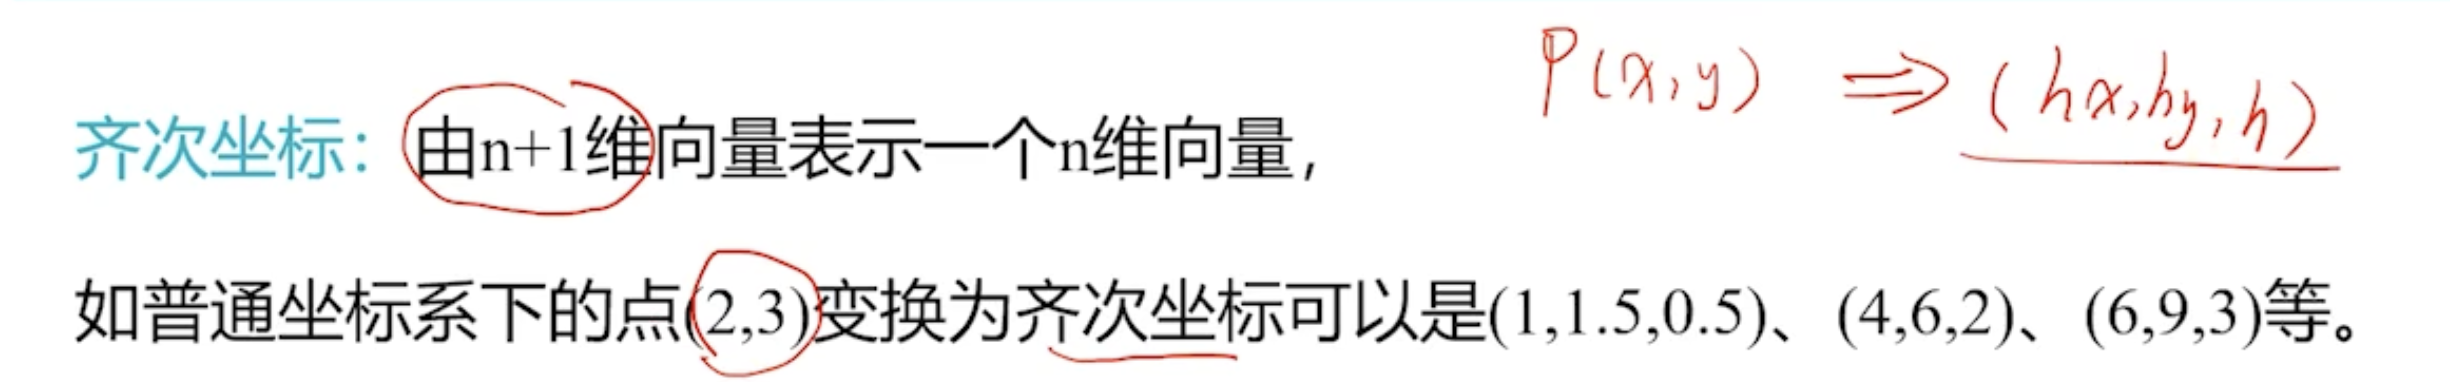 P(x,y) ⇒ (hx,hy,h)
齐次坐标：由n+1维向量表示一个n维向量，
如普通坐标系下的点(2,3)变换为齐次坐标可以是(1,1.5,0.5)、(4,6,2)、(6,9,3)等。